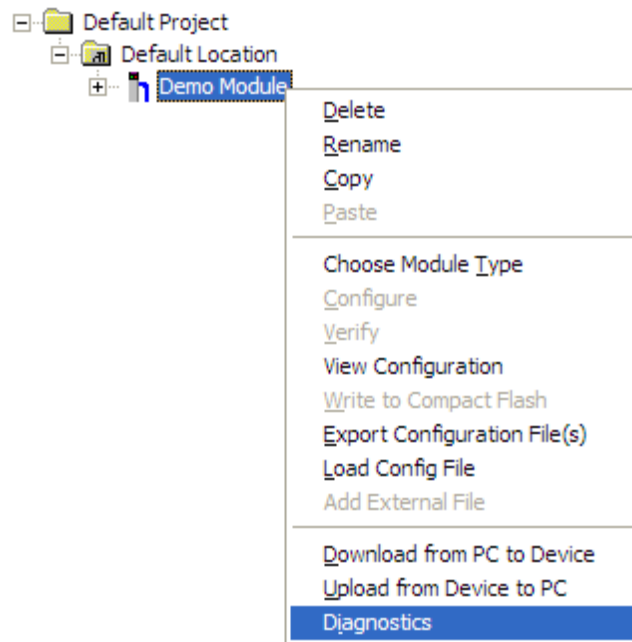 Default Project
Default Location
Demo Module
Delete
Rename
Copy
Paste
Choose Module Type
Configure
Verify
View Configuration
Write to Compact Flash
Export Configuration File(s)
Load Config File
Add External File
Download from PC to Device
Upload from Device to PC
Diagnostics